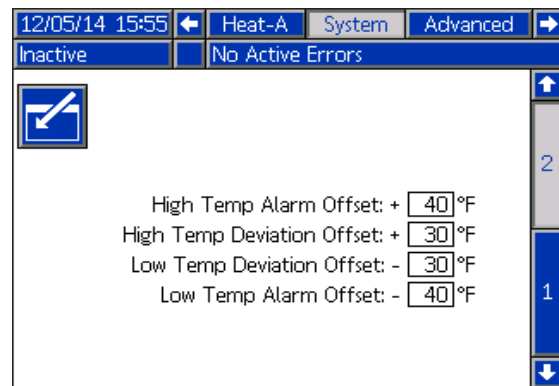 12/05/14 15:55 Heat-A System Advanced
Inactive No Active Errors
2
High Temp Alarm Offset: + 40 °F
High Temp Deviation Offset: + 30 °F
Low Temp Deviation Offset: - 30 °F
Low Temp Alarm Offset: - 40 °F
1